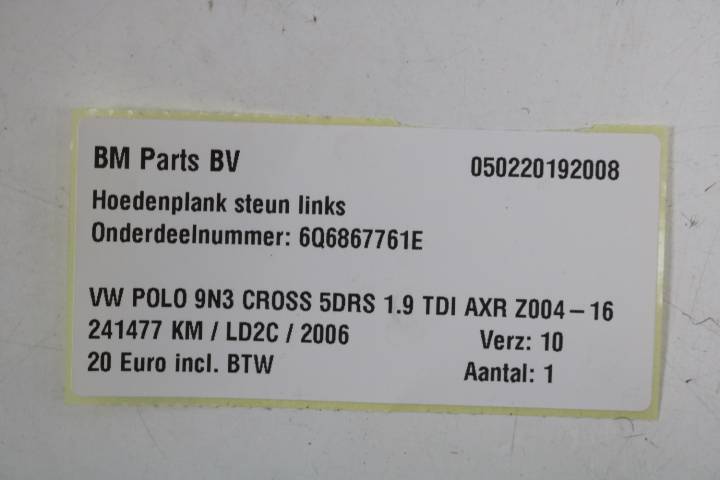 BM Parts BV 050220192008
Hoedenplank steun links
Onderdeelnummer: 6Q6867761E
VW POLO 9N3 CROSS 5DRS 1.9 TDI AXR Z004-16
241477 KM / LD2C / 2006 Verz: 10
20 Euro incl. BTW Aantal: 1